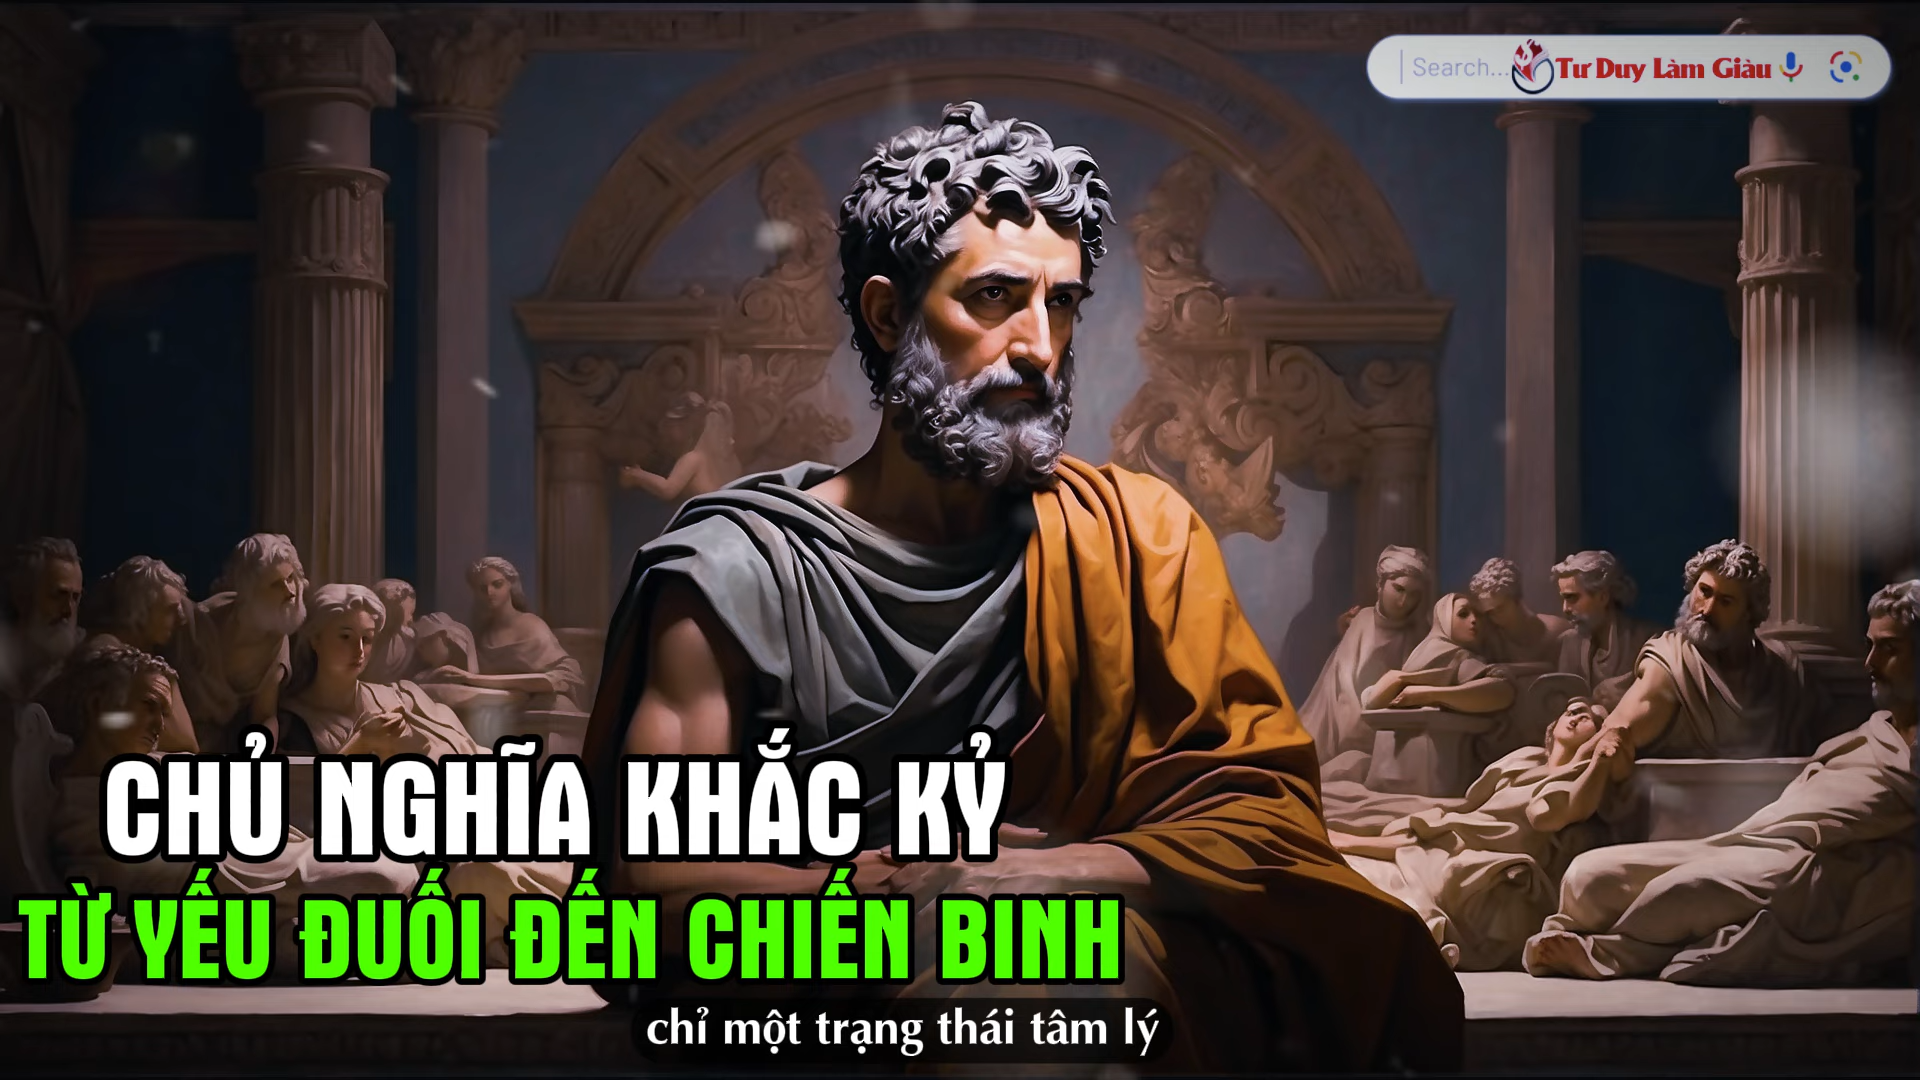 Search... Tư Duy Làm Giàu
CHỦ NGHĨA KHẮC KỶ
TỪ YẾU ĐUỐI ĐẾN CHIẾN BINH
chỉ một trạng thái tâm lý